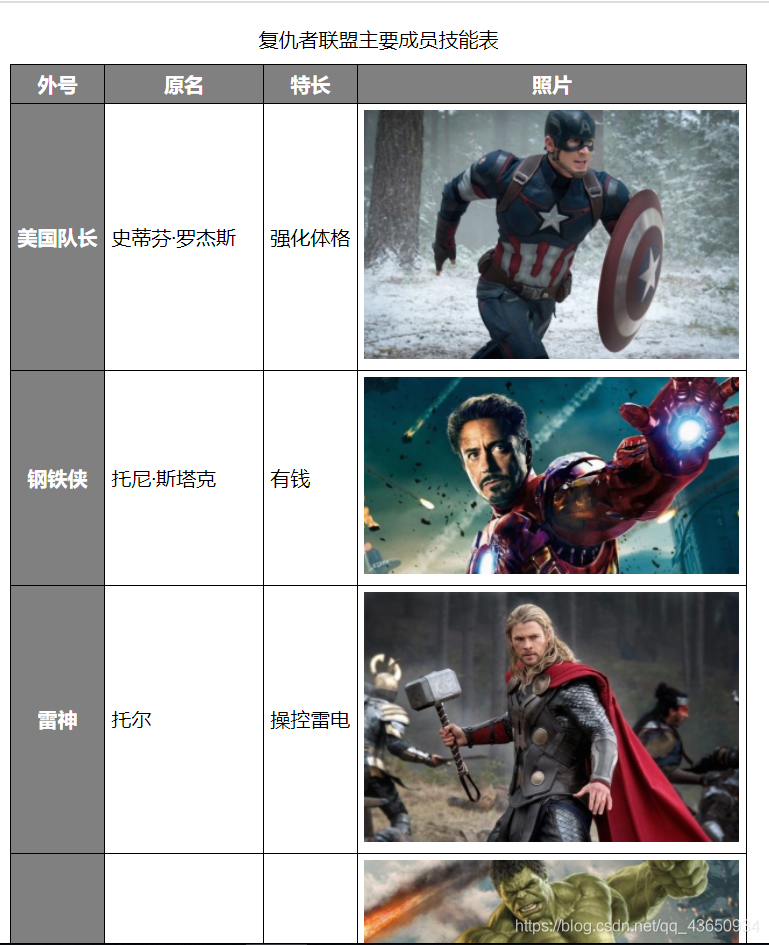 复仇者联盟主要成员技能表
外号 原名 特长 照片
美国队长 史蒂芬·罗杰斯 强化体格
钢铁侠 托尼·斯塔克 有钱
雷神 托尔 操控雷电
https://blog.csdn.net/qq_43650934